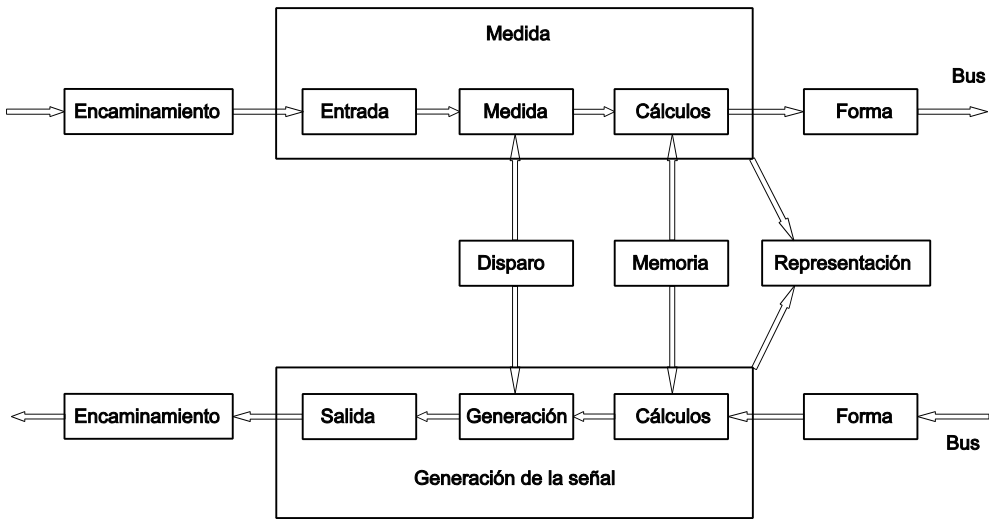 Medida
Bus
Encaminamiento
Entrada
Medida
Cálculos
Forma
Disparo
Memoria
Representación
Encaminamiento
Salida
Generación
Cálculos
Forma
Bus
Generación de la señal